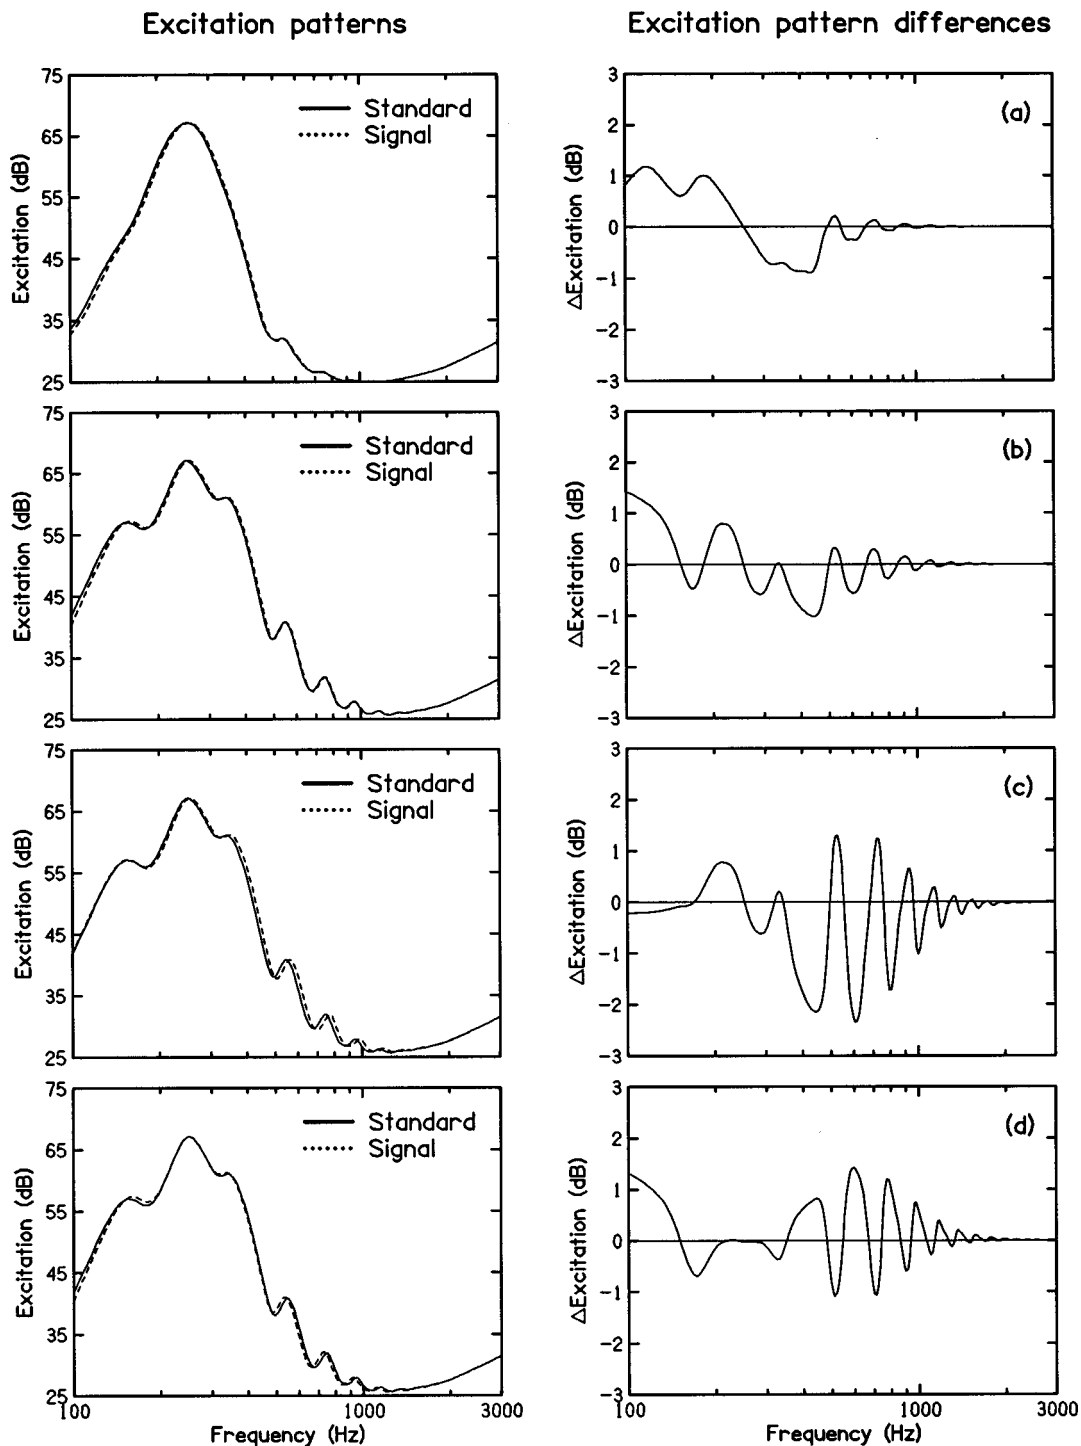 Excitation patterns
Excitation pattern differences
75
65
55
45
35
25
Excitation (dB)
Standard
Signal
3
2
1
0
-1
-2
-3
ΔExcitation (dB)
(a)
75
65
55
45
35
25
Excitation (dB)
Standard
Signal
3
2
1
0
-1
-2
-3
ΔExcitation (dB)
(b)
75
65
55
45
35
25
Excitation (dB)
Standard
Signal
3
2
1
0
-1
-2
-3
ΔExcitation (dB)
(c)
75
65
55
45
35
25
Excitation (dB)
Standard
Signal
100
1000
3000
Frequency (Hz)
3
2
1
0
-1
-2
-3
ΔExcitation (dB)
(d)
100
1000
3000
Frequency (Hz)